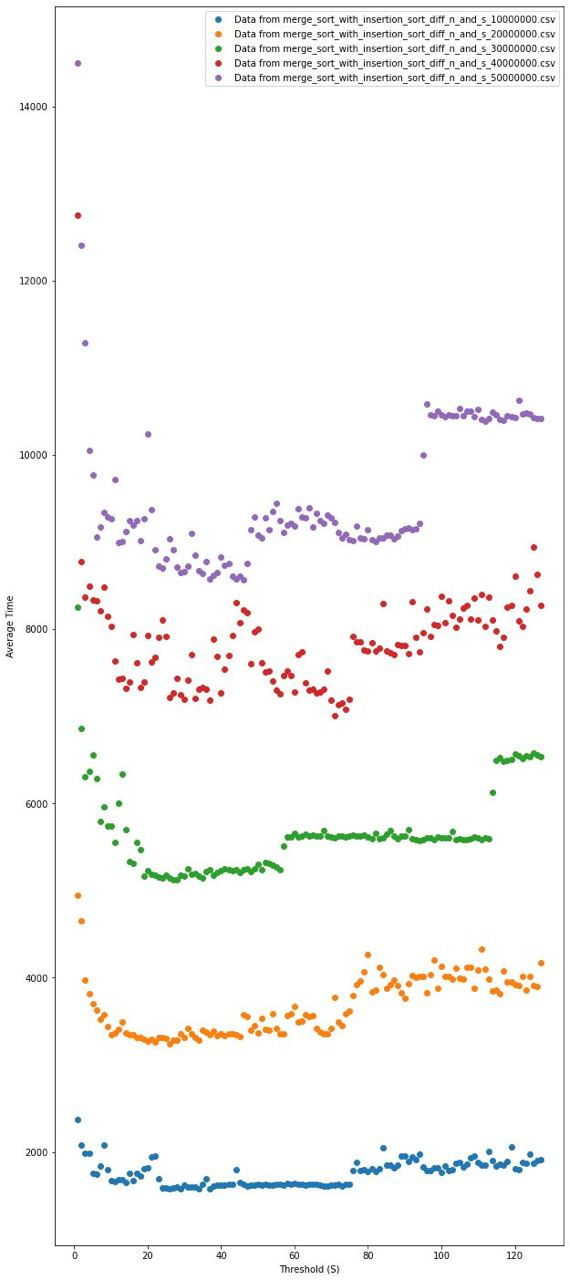 Data from merge_sort_with_insertion_sort_diff_n_and_s_10000000.csv
Data from merge_sort_with_insertion_sort_diff_n_and_s_20000000.csv
Data from merge_sort_with_insertion_sort_diff_n_and_s_30000000.csv
Data from merge_sort_with_insertion_sort_diff_n_and_s_40000000.csv
Data from merge_sort_with_insertion_sort_diff_n_and_s_50000000.csv
14000
12000
10000
8000
6000
4000
2000
Average Time
0 20 40 60 80 100 120
Threshold (S)